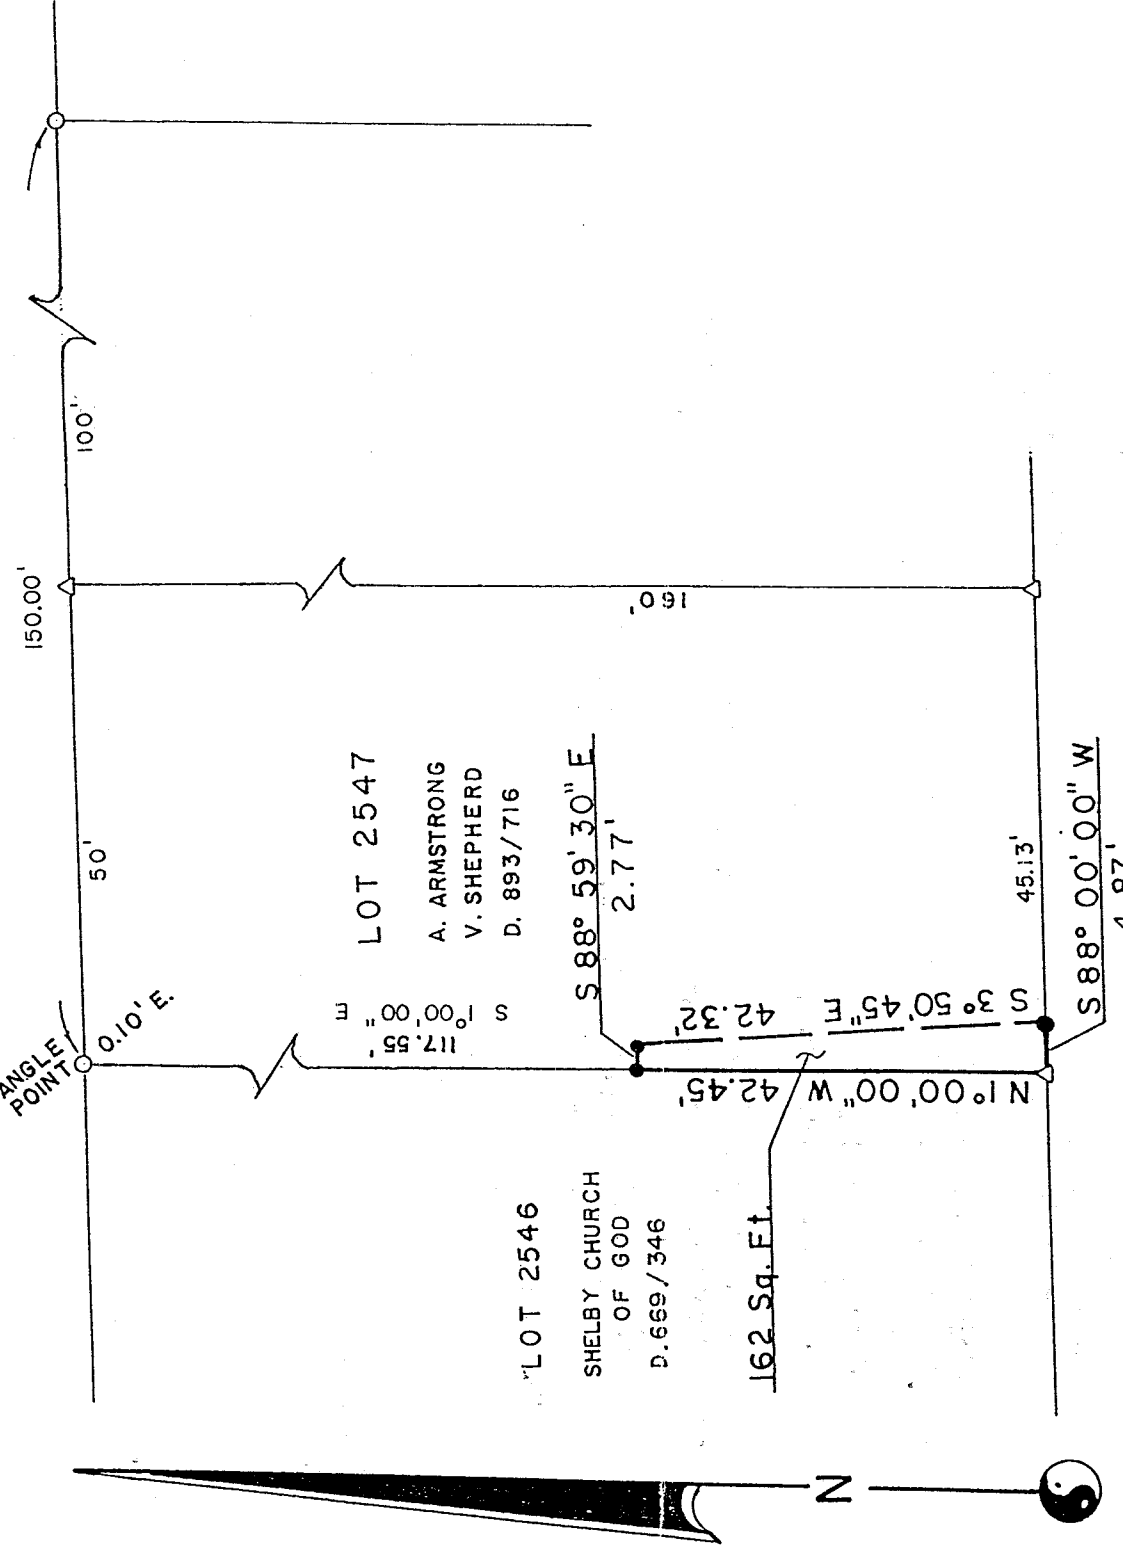 150.00'
100'
50'
ANGLE
POINT
0.10' E.
160'
LOT 2547
A. ARMSTRONG
V. SHEPHERD
D. 893/716
S 1°00'00" E
117.55'
S 88° 59' 30" E
2.77'
S 3° 50' 45" E 42.32'
N 1° 00' 00" W 42.45'
45.13'
S 88° 00' 00" W
4.87'
LOT 2546
SHELBY CHURCH
OF GOD
D.669/346
162 Sq. Ft.
N